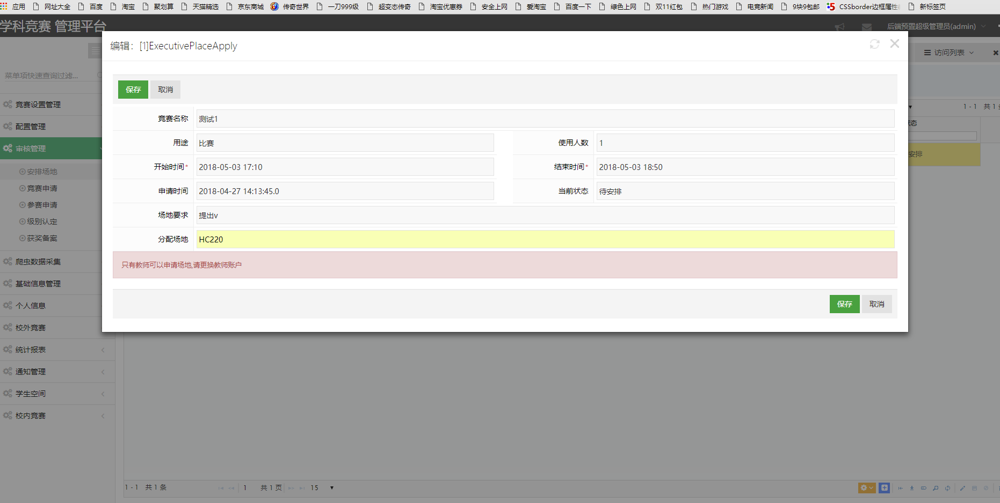 应用 网址大全 百度 淘宝 聚划算 天猫精选 京东商城 传奇世界 一刀999级 超变态传奇 淘宝优惠券 安全上网 爱淘宝 百度一下 绿色上网 双11红包 热门游戏 电竞新闻 9块9包邮 CSSborder边框属性 新标签页
学科竞赛 管理平台
后端预置超级管理员(admin)
编辑：[1]ExecutivePlaceApply
访问列表
菜单项快速查询过滤...
保存 取消
竞赛设置管理
1 - 1 共 1
竞赛名称 测试1
配置管理
用途 比赛 使用人数 1
审核管理
安排
开始时间* 2018-05-03 17:10 结束时间* 2018-05-03 18:50
安排场地
竞赛申请
申请时间 2018-04-27 14:13:45.0 当前状态 待安排
参赛申请
场地要求 提出v
级别认定
获奖备案
分配场地 HC220
爬虫数据采集
只有教师可以申请场地,请更换教师账户
基础信息管理
个人信息
保存 取消
校外竞赛
统计报表
通知管理
学生空间
校内竞赛
1 - 1 共 1 条 1 共 1 页 15